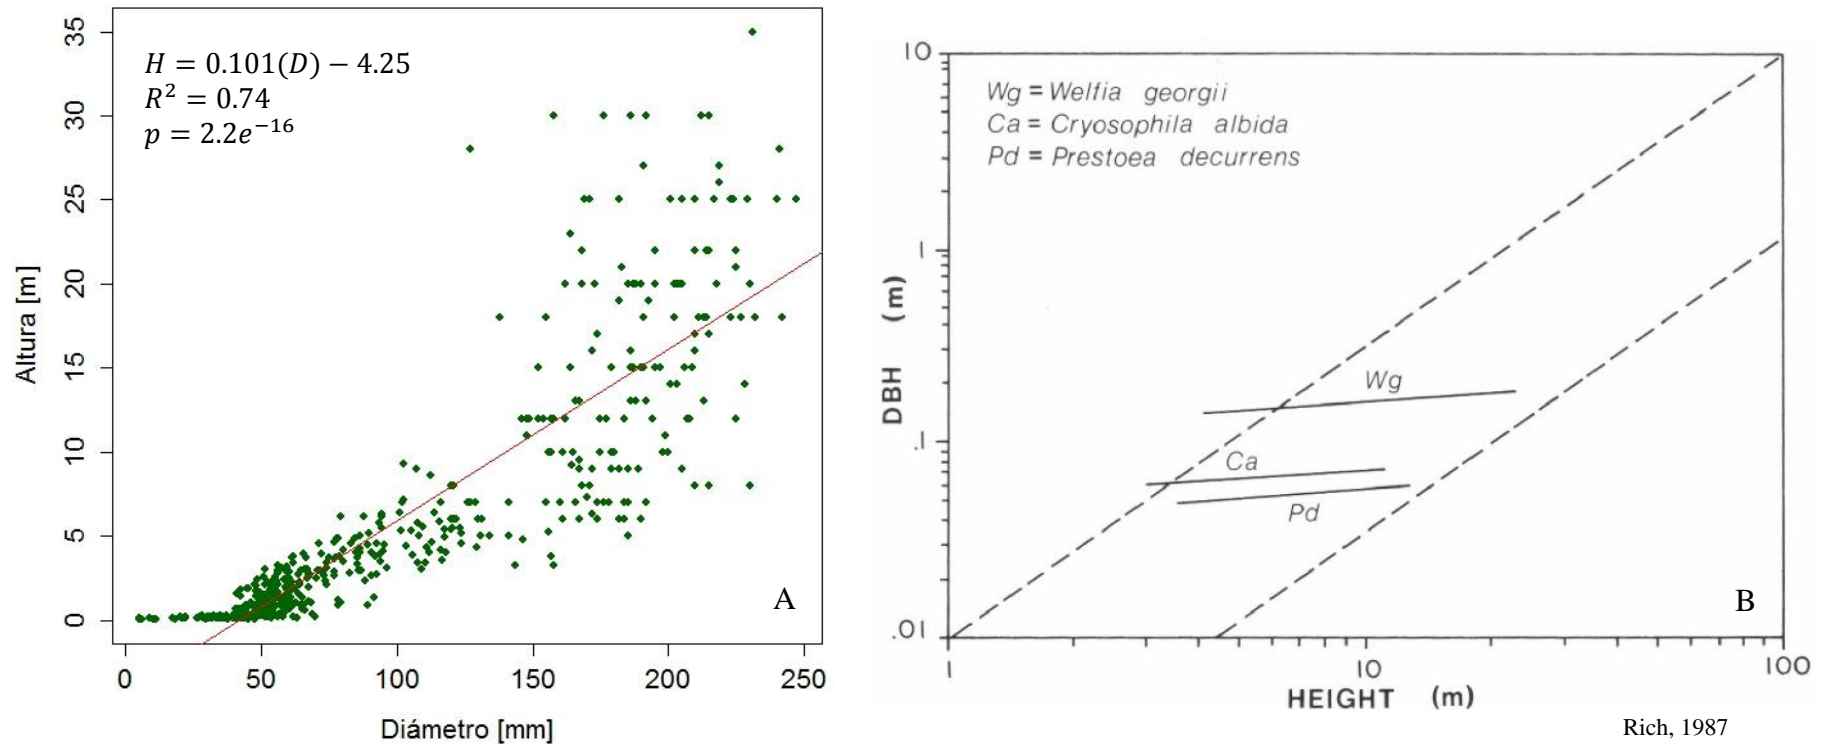 35
30
25
20
15
10
5
0
Altura [m]
H = 0.101(D) − 4.25
R² = 0.74
p = 2.2e⁻¹⁶
A
0 50 100 150 200 250
Diámetro [mm]
10
1
.1
.01
DBH (m)
Wg = Welfia georgii
Ca = Cryosophila albida
Pd = Prestoea decurrens
Wg
Ca
Pd
B
1 10 100
HEIGHT (m)
Rich, 1987